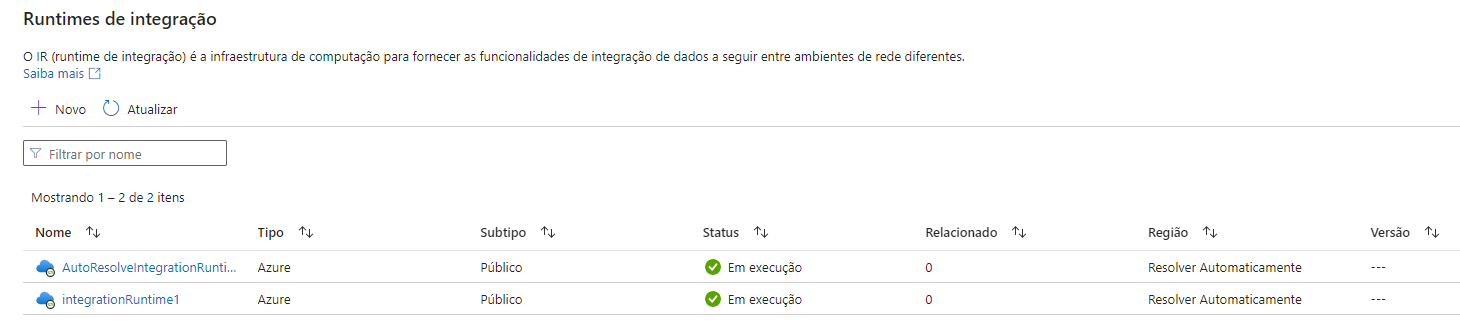 Runtimes de integração
O IR (runtime de integração) é a infraestrutura de computação para fornecer as funcionalidades de integração de dados a seguir entre ambientes de rede diferentes.
Saiba mais
Novo Atualizar
Filtrar por nome
Mostrando 1 – 2 de 2 itens
Nome Tipo Subtipo Status Relacionado Região Versão
AutoResolveIntegrationRunti... Azure Público Em execução 0 Resolver Automaticamente ---
integrationRuntime1 Azure Público Em execução 0 Resolver Automaticamente ---